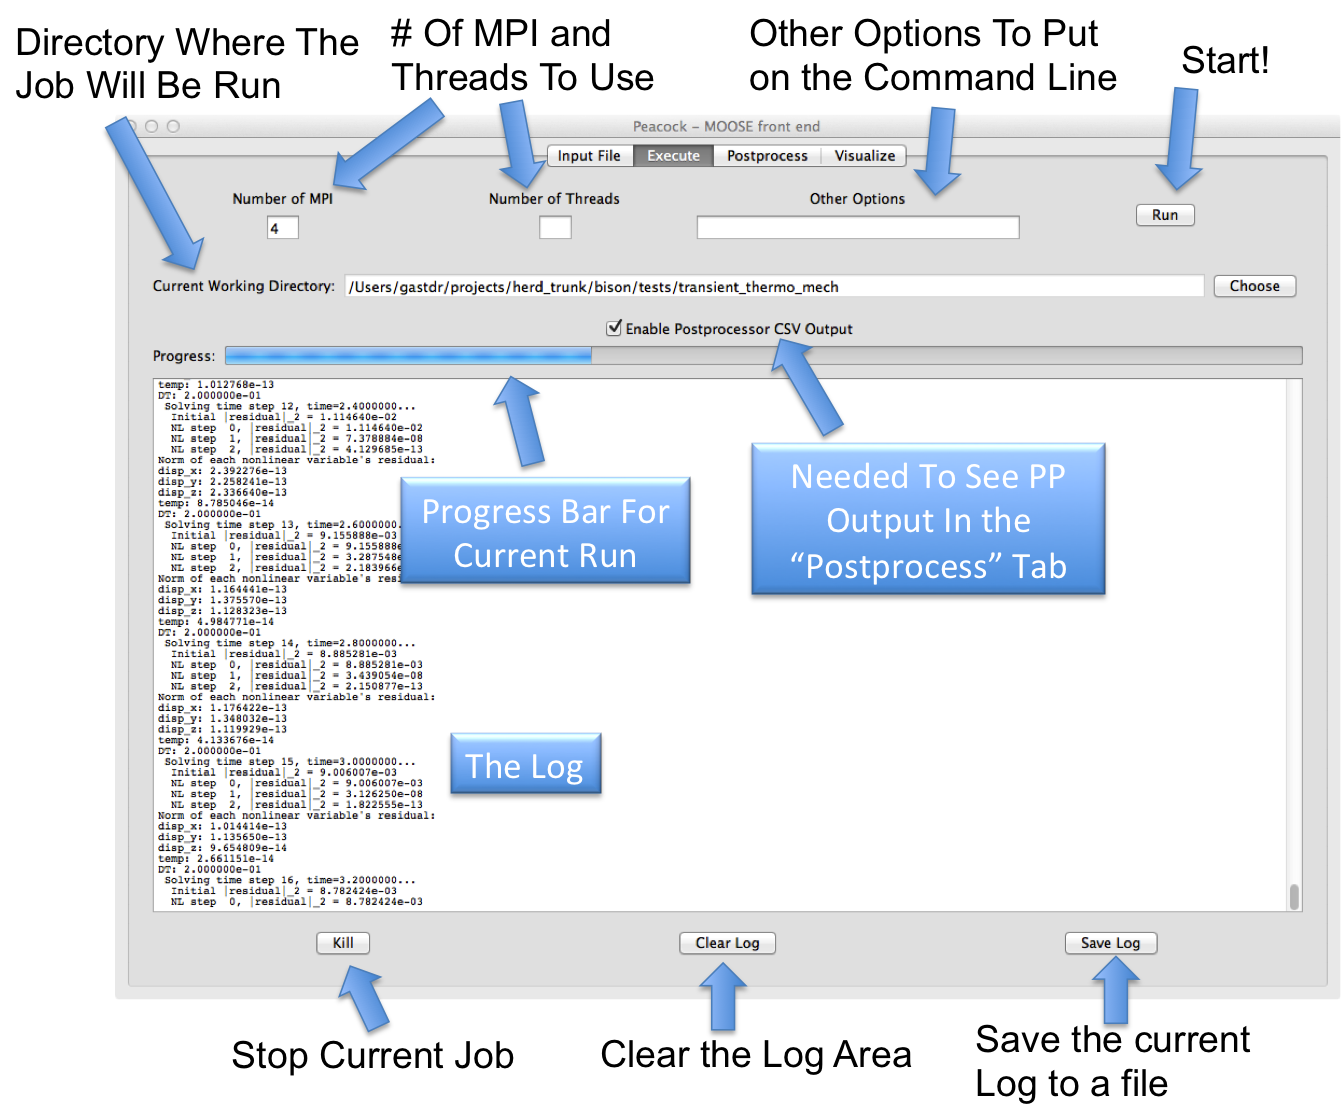 Directory Where The
Job Will Be Run
# Of MPI and
Threads To Use
Other Options To Put
on the Command Line
Start!
Peacock - MOOSE front end
Input File
Execute
Postprocess
Visualize
Number of MPI
Number of Threads
Other Options
4
Run
Current Working Directory:
/Users/gastdr/projects/herd_trunk/bison/tests/transient_thermo_mech
Choose
Enable Postprocessor CSV Output
Progress:
temp: 1.012768e-13
DT: 2.000000e-01
Solving time step 12, time=2.4000000...
Initial |residual|_2 = 1.114640e-02
NL step 0, |residual|_2 = 1.114640e-02
NL step 1, |residual|_2 = 7.378884e-08
NL step 2, |residual|_2 = 4.129685e-13
Norm of each nonlinear variable's residual:
disp_x: 2.392276e-13
disp_y: 2.258241e-13
disp_z: 2.336640e-13
temp: 8.785046e-14
DT: 2.000000e-01
Solving time step 13, time=2.6000000.
Initial |residual|_2 = 9.155888e-03
NL step 0, |residual|_2 = 9.155888e
NL step 1, |residual|_2 = 3.287548e
NL step 2, |residual|_2 = 2.183966e
Norm of each nonlinear variable's resi
disp_x: 1.164441e-13
disp_y: 1.375570e-13
disp_z: 1.128323e-13
temp: 4.984771e-14
DT: 2.000000e-01
Solving time step 14, time=2.8000000...
Initial |residual|_2 = 8.885281e-03
NL step 0, |residual|_2 = 8.885281e-03
NL step 1, |residual|_2 = 3.439054e-08
NL step 2, |residual|_2 = 2.150877e-13
Norm of each nonlinear variable's residual:
disp_x: 1.176422e-13
disp_y: 1.348032e-13
disp_z: 1.119929e-13
temp: 4.133676e-14
DT: 2.000000e-01
Solving time step 15, time=3.0000000...
Initial |residual|_2 = 9.006007e-03
NL step 0, |residual|_2 = 9.006007e-03
NL step 1, |residual|_2 = 3.126250e-08
NL step 2, |residual|_2 = 1.822555e-13
Norm of each nonlinear variable's residual:
disp_x: 1.014414e-13
disp_y: 1.135650e-13
disp_z: 9.654809e-14
temp: 2.661151e-14
DT: 2.000000e-01
Solving time step 16, time=3.2000000...
Initial |residual|_2 = 8.782424e-03
NL step 0, |residual|_2 = 8.782424e-03
Progress Bar For
Current Run
Needed To See PP
Output In the
“Postprocess” Tab
The Log
Kill
Clear Log
Save Log
Stop Current Job
Clear the Log Area
Save the current
Log to a file